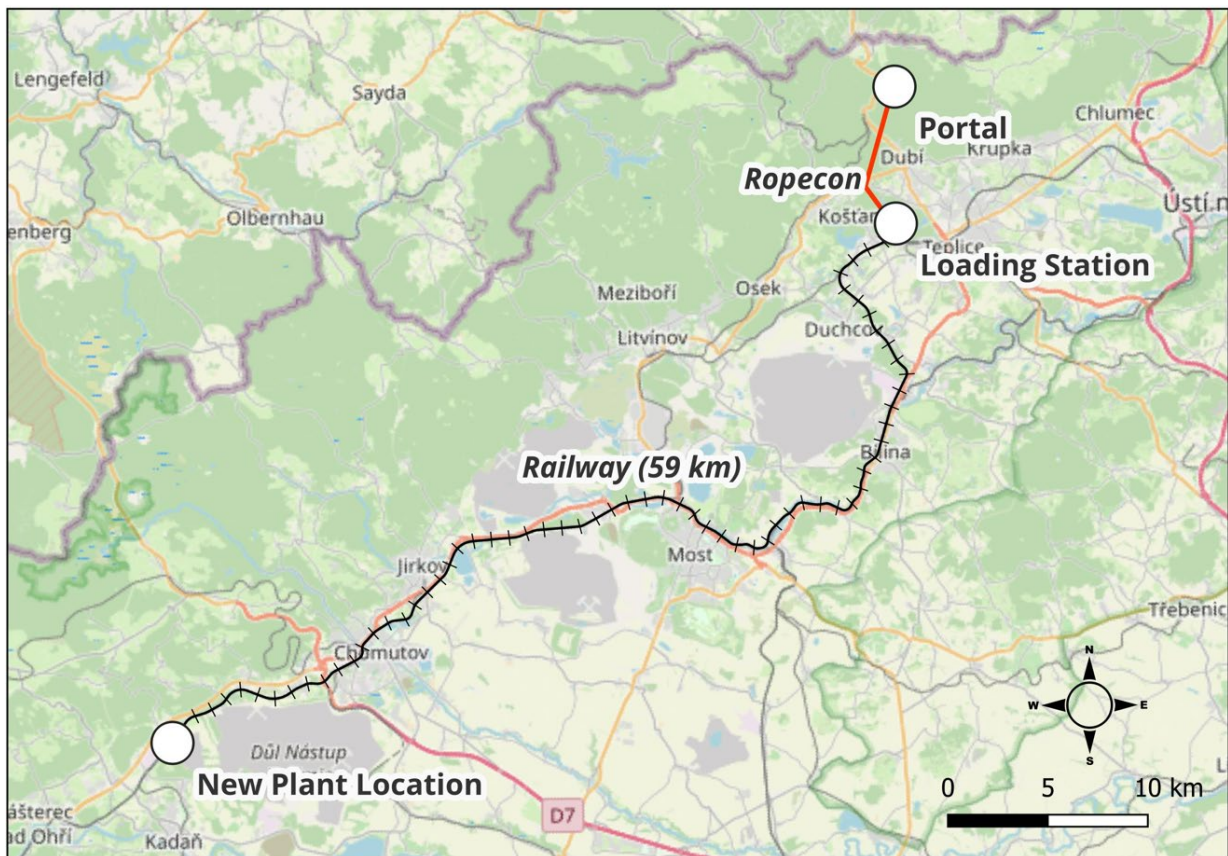 Lengefeld
Sayda
Chlumec
Portal
Krupka
Dubí
Ropecon
Olbernhau
Košťan
Ústí n
enberg
Teplice
Loading Station
Meziboří
Osek
Duchco
Litvínov
Railway (59 km)
Bílina
Most
Jirkov
Třebenic
Chomutov
N
W
E
S
Důl Nástup
New Plant Location
0 5 10 km
ášterec
ad Ohří
Kadaň
D7